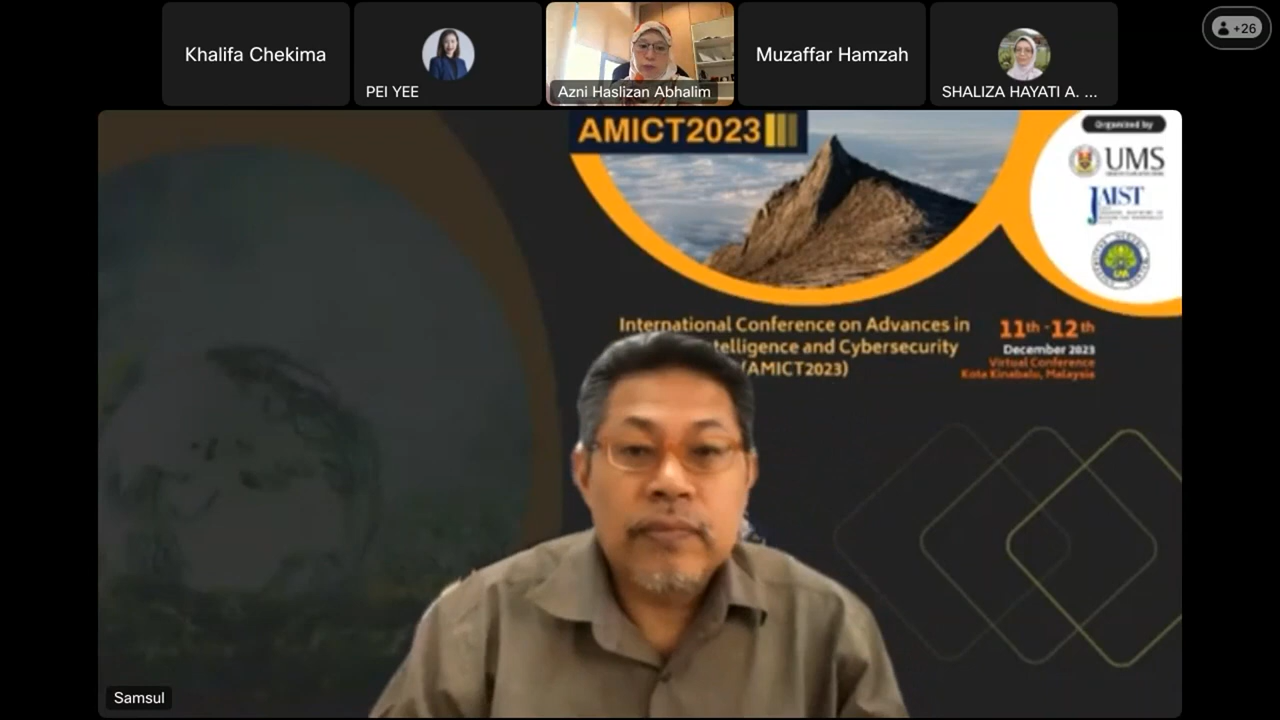 Khalifa Chekima
PEI YEE
Azni Haslizan Abhalim
Muzaffar Hamzah
SHALIZA HAYATI A. ...
+26
AMICT2023
Organized by
UMS
JAIST
International Conference on Advances in
telligence and Cybersecurity
(AMICT2023)
11th - 12th
December 2023
Virtual Conference
Kota Kinabalu, Malaysia
Samsul